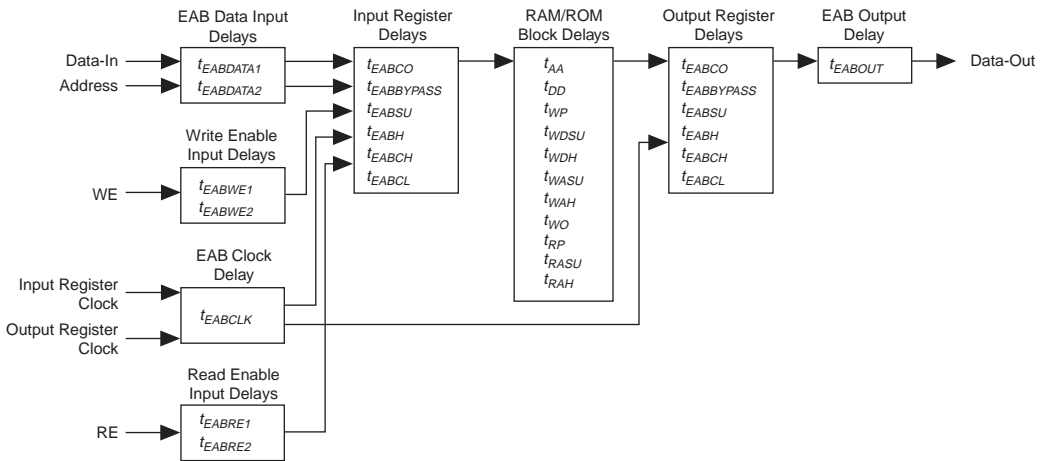 EAB Data Input
Delays
Data-In
Address
tEABDATA1
tEABDATA2
Write Enable
Input Delays
WE
tEABWE1
tEABWE2
EAB Clock
Delay
Input Register
Clock
Output Register
Clock
tEABCLK
Read Enable
Input Delays
RE
tEABRE1
tEABRE2
Input Register
Delays
tEABCO
tEABBYPASS
tEABSU
tEABH
tEABCH
tEABCL
RAM/ROM
Block Delays
tAA
tDD
tWP
tWDSU
tWDH
tWASU
tWAH
tWO
tRP
tRASU
tRAH
Output Register
Delays
tEABCO
tEABBYPASS
tEABSU
tEABH
tEABCH
tEABCL
EAB Output
Delay
tEABOUT
Data-Out